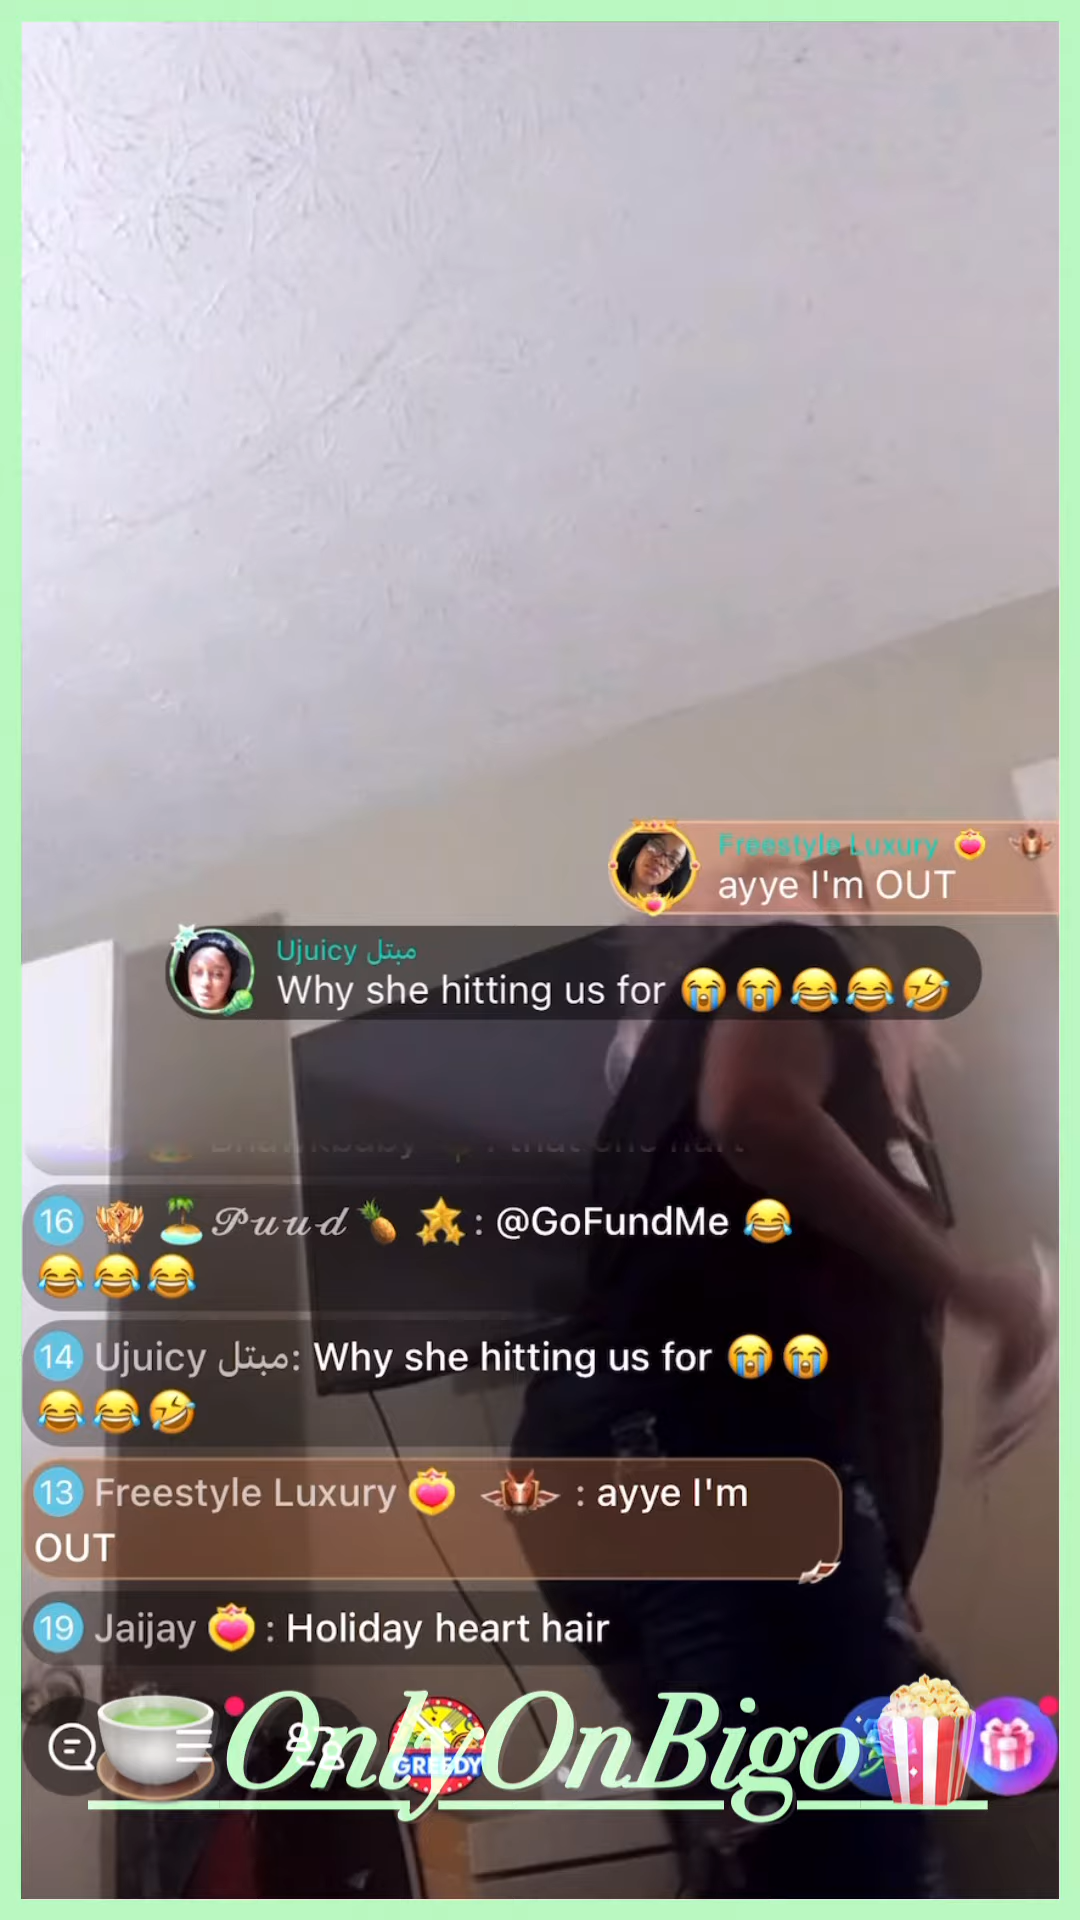 Freestyle Luxury
ayye I'm OUT
Ujuicy مبتل
Why she hitting us for 😭😭😂😂🤣
16 𝒫𝓊𝓊𝒹🍍 : @GoFundMe 😂
😂😂😂
14 Ujuicy مبتل: Why she hitting us for 😭😭
😂😂🤣
13 Freestyle Luxury : ayye I'm
OUT
19 Jaijay : Holiday heart hair
GREEDY
OnlyOnBigo